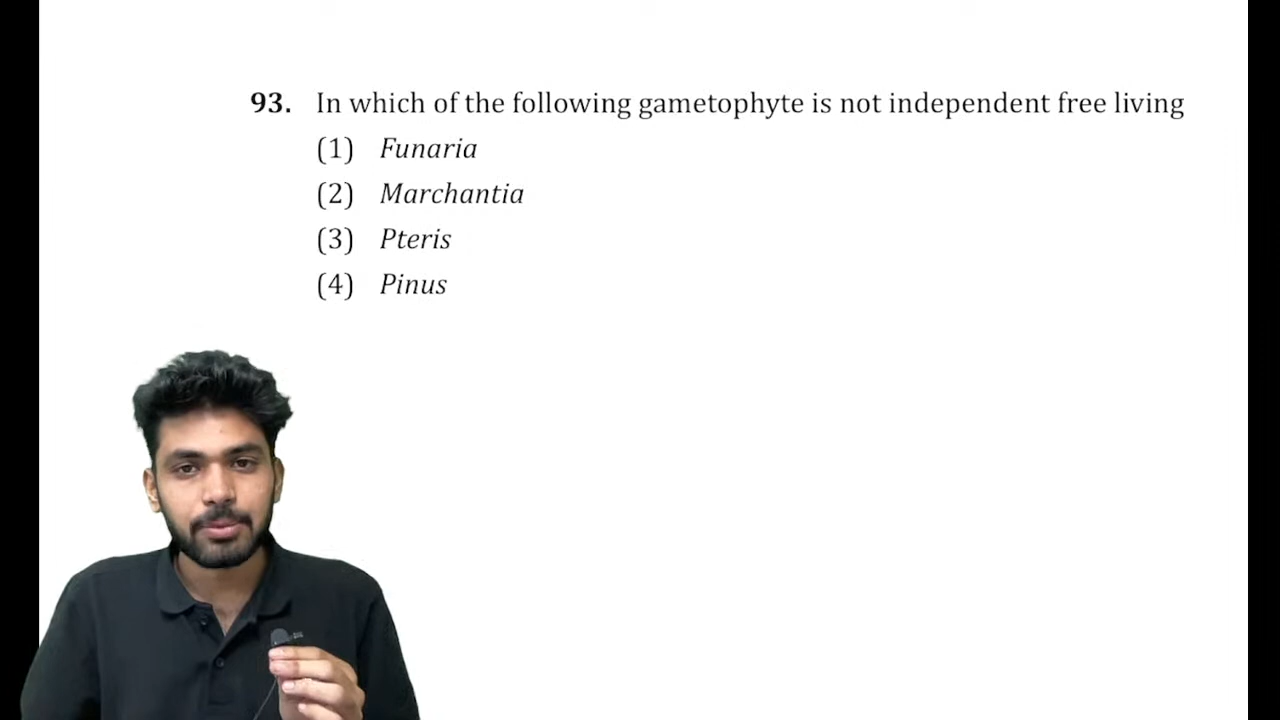 93. In which of the following gametophyte is not independent free living
(1) Funaria
(2) Marchantia
(3) Pteris
(4) Pinus